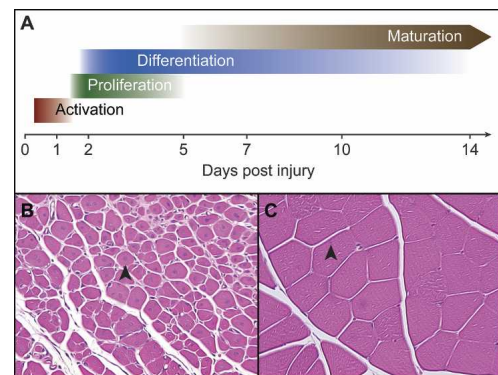 A
Maturation
Differentiation
Proliferation
Activation
0 1 2 5 7 10 14
Days post injury
B
C